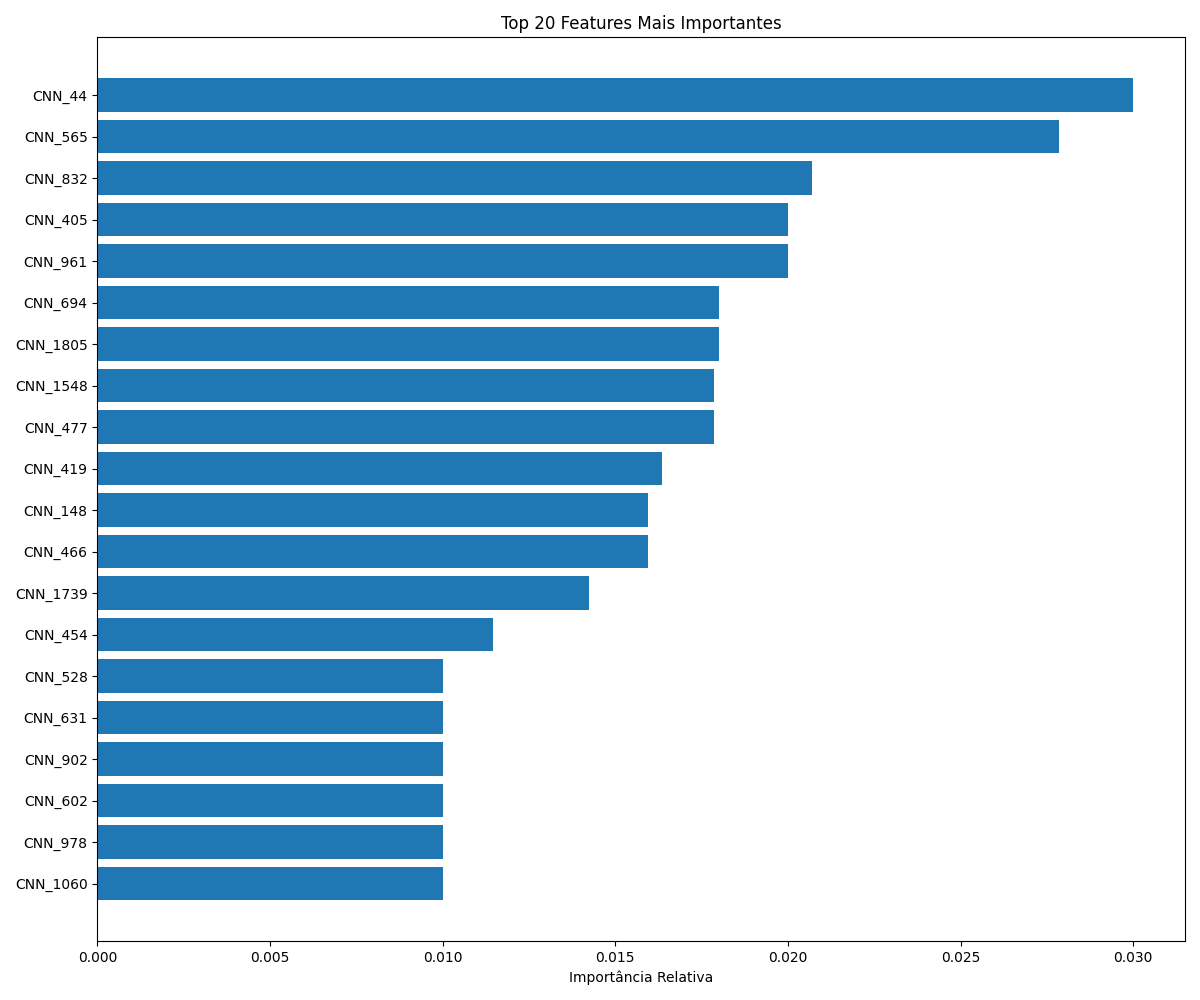 Top 20 Features Mais Importantes
CNN_44
CNN_565
CNN_832
CNN_405
CNN_961
CNN_694
CNN_1805
CNN_1548
CNN_477
CNN_419
CNN_148
CNN_466
CNN_1739
CNN_454
CNN_528
CNN_631
CNN_902
CNN_602
CNN_978
CNN_1060
0.000 0.005 0.010 0.015 0.020 0.025 0.030
Importância Relativa